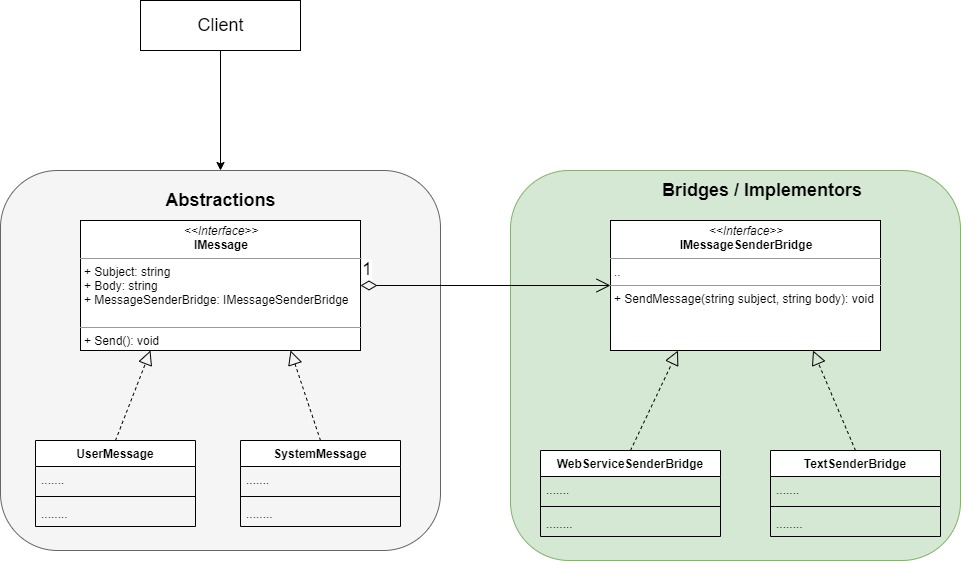 Client
Abstractions
<<Interface>>
IMessage
+ Subject: string
+ Body: string
+ MessageSenderBridge: IMessageSenderBridge
+ Send(): void
1
Bridges / Implementors
<<Interface>>
IMessageSenderBridge
..
+ SendMessage(string subject, string body): void
UserMessage
.......
........
SystemMessage
.......
........
WebServiceSenderBridge
.......
........
TextSenderBridge
.......
........